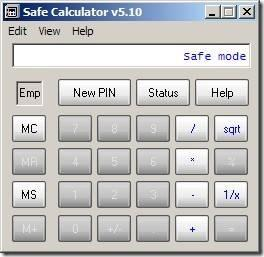 Safe Calculator v5.10
Edit View Help
Safe mode
Emp New PIN Status Help
MC 7 8 9 / sqrt
MR 4 5 6 * %
MS 1 2 3 - 1/x
M+ 0 +/- . + =